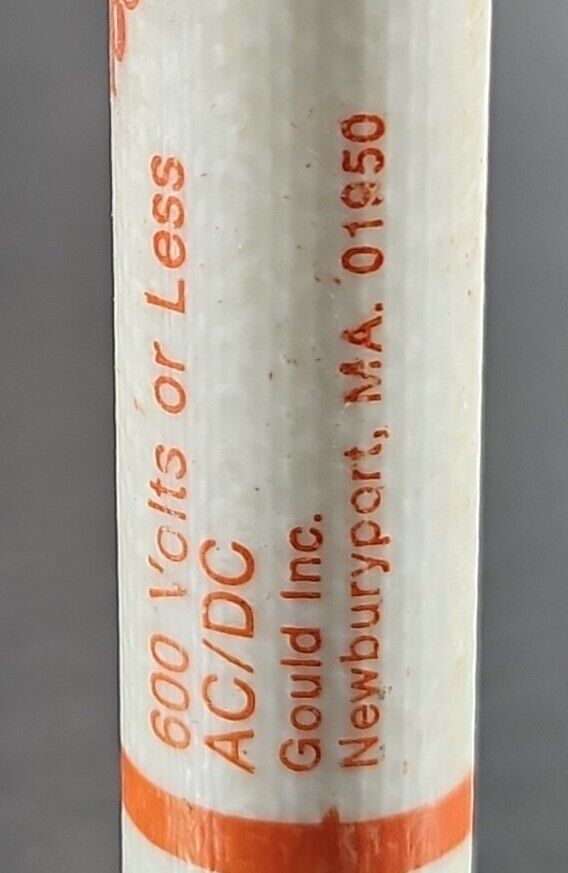 600 Volts or Less
AC/DC
Gould Inc.
Newburyport, MA. 01950